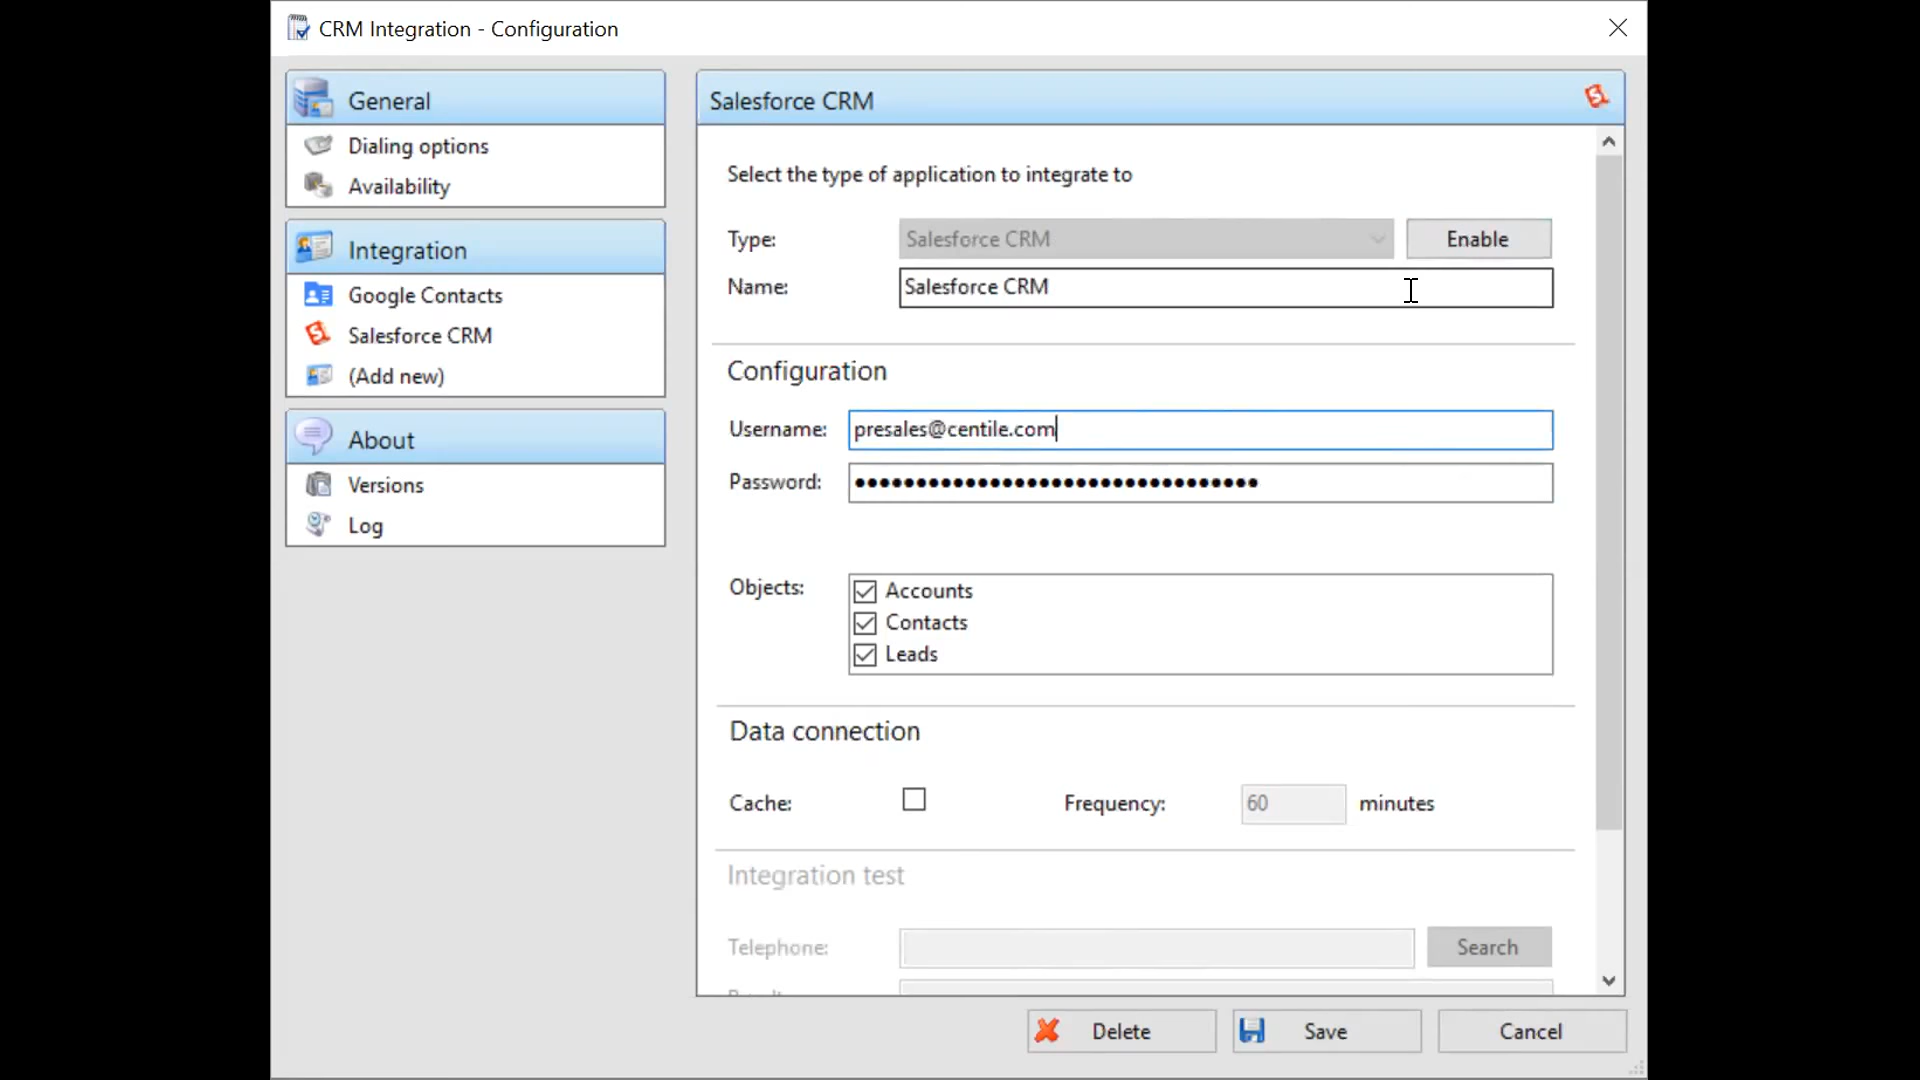 CRM Integration - Configuration
General
Dialing options
Availability
Integration
Google Contacts
Salesforce CRM
(Add new)
About
Versions
Log
Salesforce CRM
Select the type of application to integrate to
Type: Salesforce CRM Enable
Name: Salesforce CRM
Configuration
Username: presales@centile.com
Password: •••••••••••••••••••••••••••••••••
Objects: Accounts
Contacts
Leads
Data connection
Cache: Frequency: 60 minutes
Integration test
Telephone: Search
Delete Save Cancel